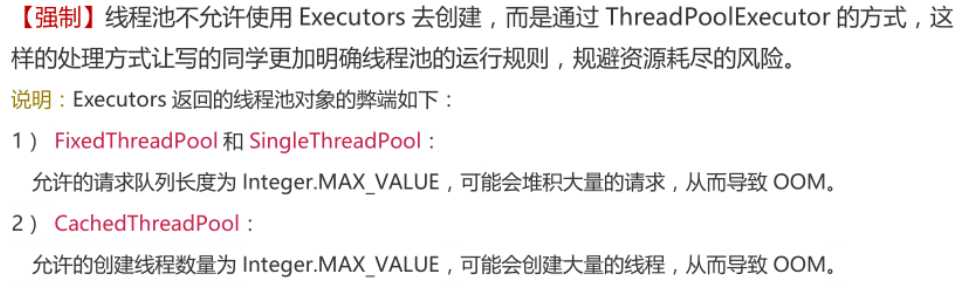 【强制】线程池不允许使用 Executors 去创建，而是通过 ThreadPoolExecutor 的方式，这
样的处理方式让写的同学更加明确线程池的运行规则，规避资源耗尽的风险。
说明：Executors 返回的线程池对象的弊端如下：
1） FixedThreadPool 和 SingleThreadPool：
允许的请求队列长度为 Integer.MAX_VALUE，可能会堆积大量的请求，从而导致 OOM。
2） CachedThreadPool：
允许的创建线程数量为 Integer.MAX_VALUE，可能会创建大量的线程，从而导致 OOM。